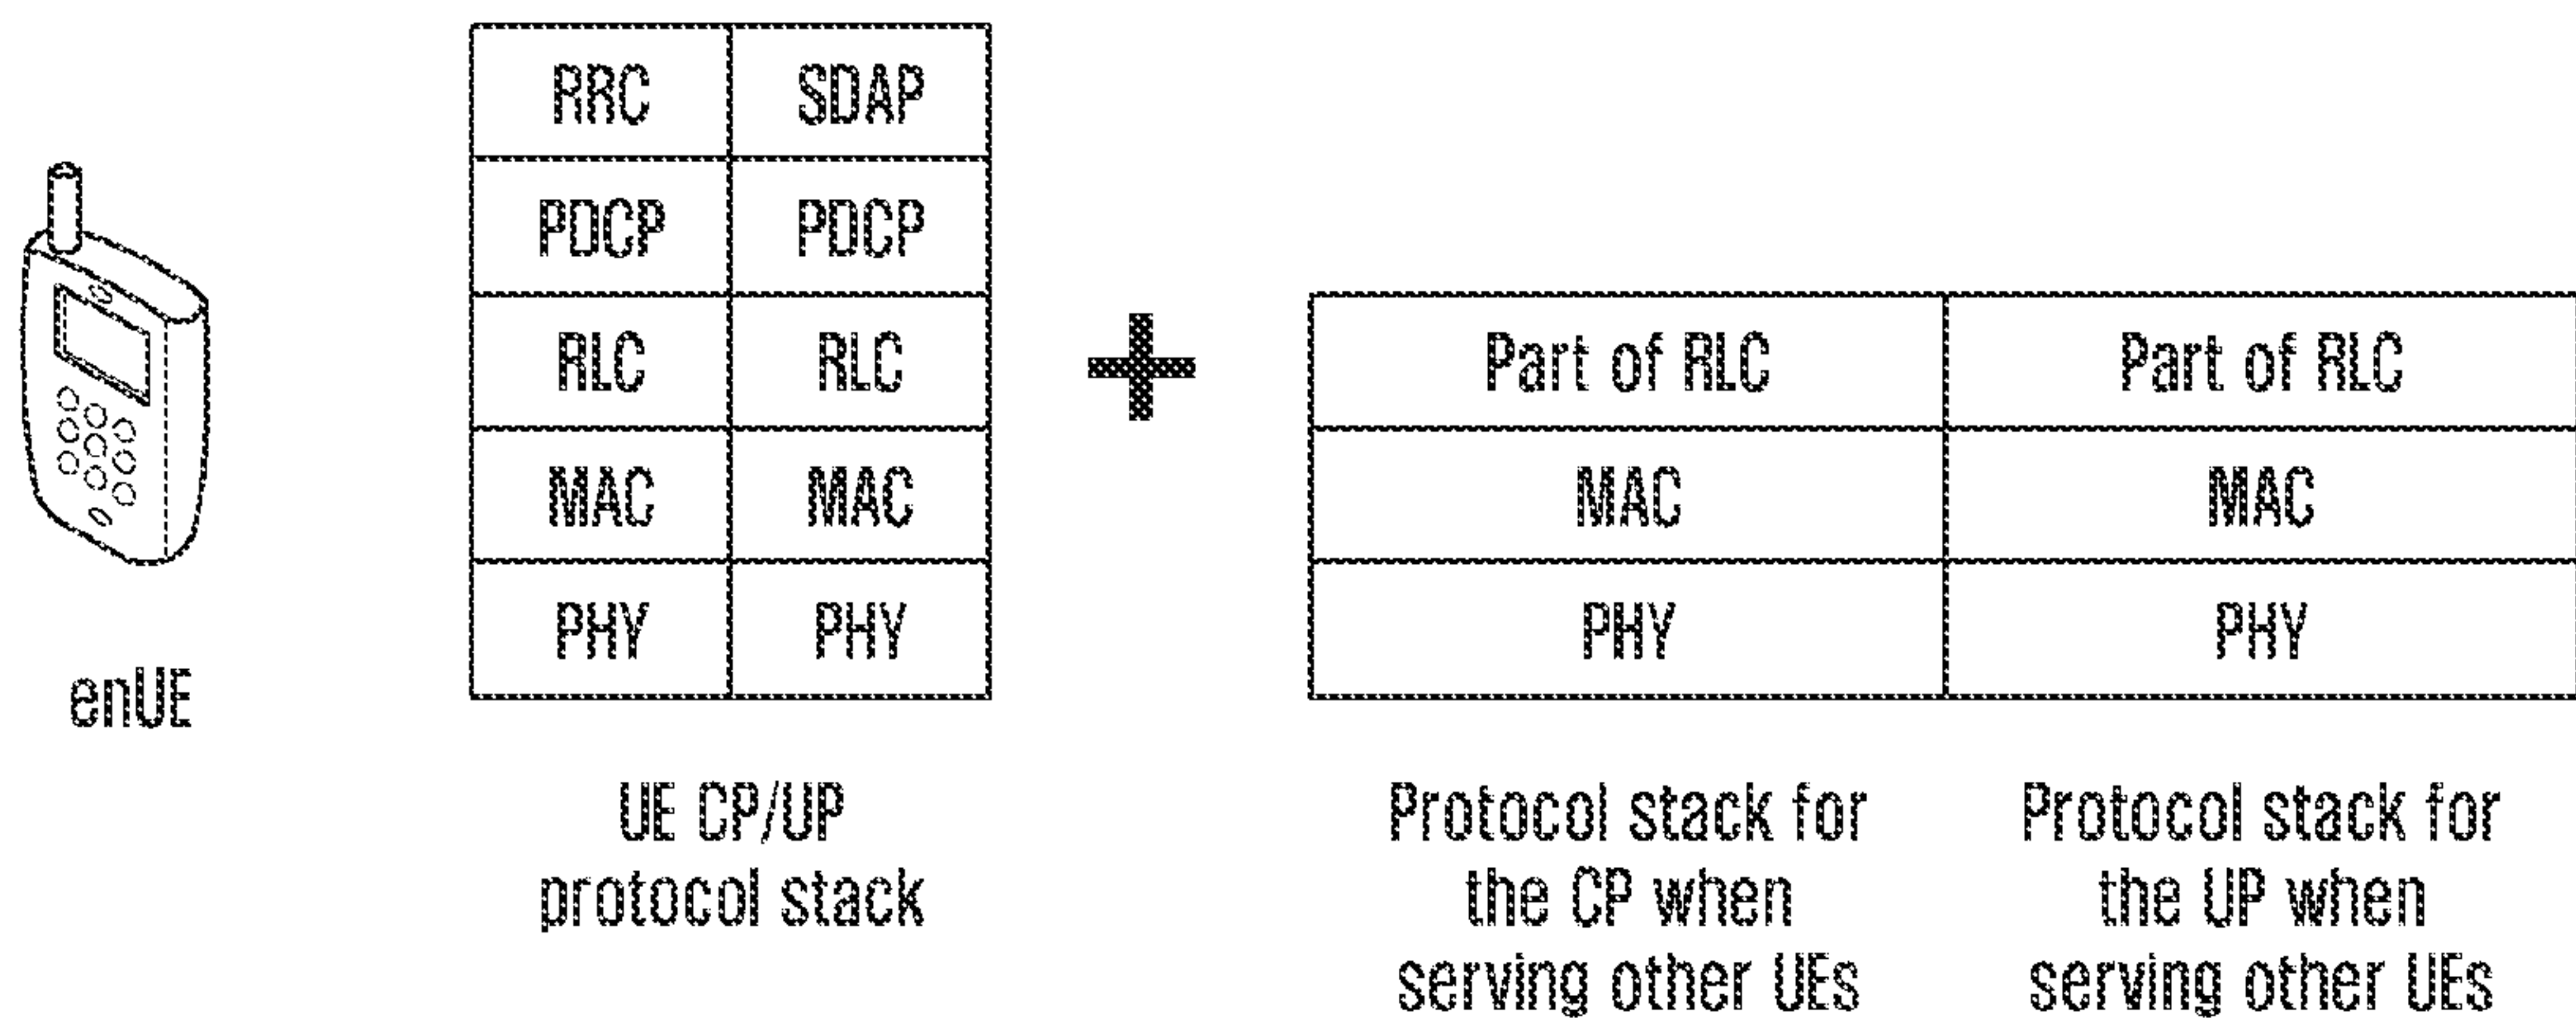 RRC SDAP
PDCP PDCP
RLC RLC
MAC MAC
PHY PHY
Part of RLC Part of RLC
MAC MAC
PHY PHY
enUE
UE CP/UP
protocol stack
Protocol stack for
the CP when
serving other UEs
Protocol stack for
the UP when
serving other UEs